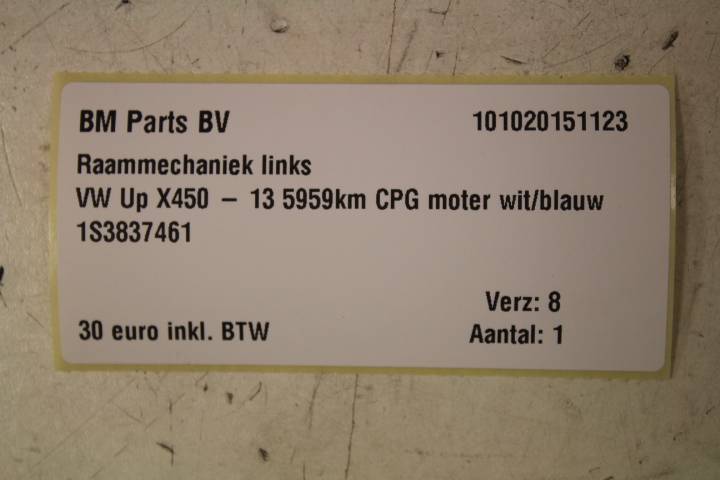 BM Parts BV 101020151123
Raammechaniek links
VW Up X450 – 13 5959km CPG moter wit/blauw
1S3837461
Verz: 8
30 euro inkl. BTW Aantal: 1